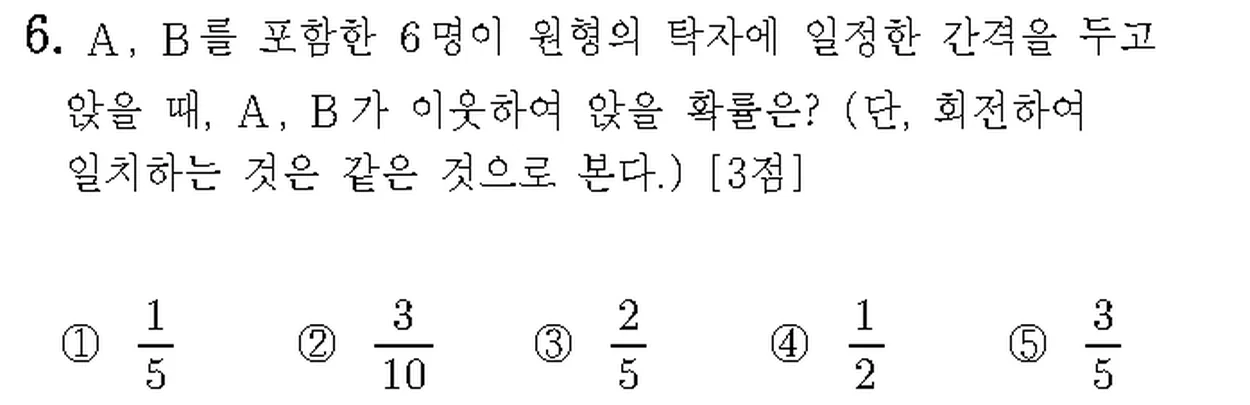 6. A, B를 포함한 6명이 원형의 탁자에 일정한 간격을 두고
앉을 때, A, B가 이웃하여 앉을 확률은? (단, 회전하여
일치하는 것은 같은 것으로 본다.) [3점]
① 1/5 ② 3/10 ③ 2/5 ④ 1/2 ⑤ 3/5